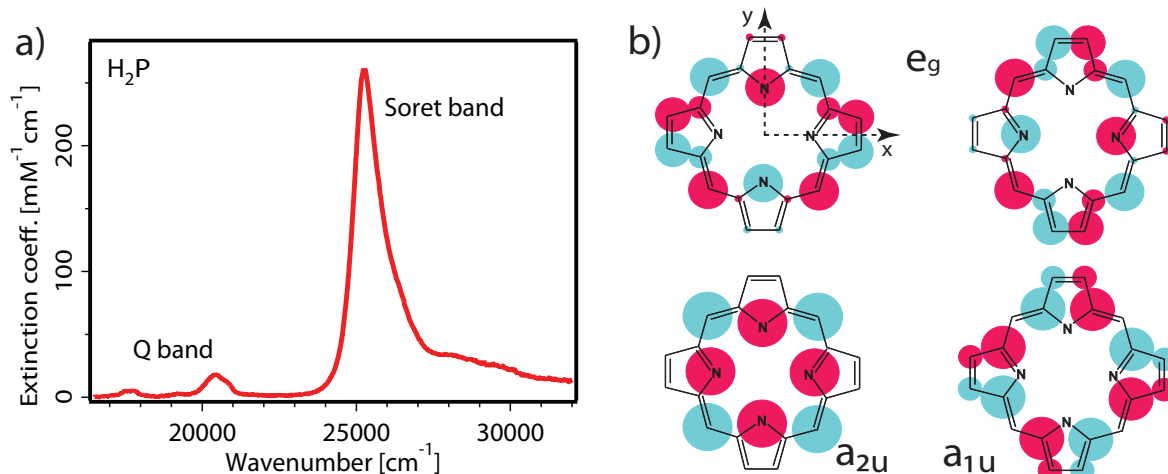 a)
H₂P
Soret band
Q band
Extinction coeff. [mM⁻¹ cm⁻¹]
0
100
200
20000
25000
30000
Wavenumber [cm⁻¹]
b)
y
x
N
N
N
N
e₉
N
N
N
N
a₂ᵤ
N
N
N
N
a₁ᵤ
N
N
N
N